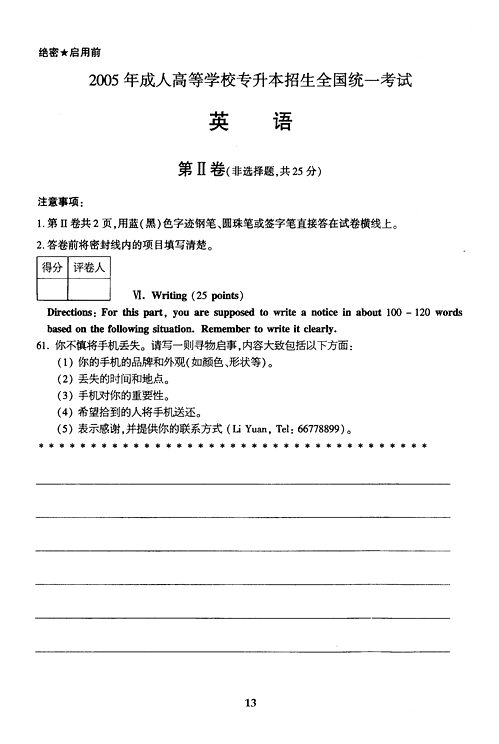 绝密★启用前
2005年成人高等学校专升本招生全国统一考试
英 语
第Ⅱ卷(非选择题,共25分)
注意事项:
1.第Ⅱ卷共2页,用蓝(黑)色字迹钢笔、圆珠笔或签字笔直接答在试卷横线上。
2.答卷前将密封线内的项目填写清楚。
得分 评卷人
Ⅵ. Writing (25 points)
Directions: For this part, you are supposed to write a notice in about 100 - 120 words
based on the following situation. Remember to write it clearly.
61. 你不慎将手机丢失。请写一则寻物启事,内容大致包括以下方面:
(1) 你的手机的品牌和外观(如颜色、形状等)。
(2) 丢失的时间和地点。
(3) 手机对你的重要性。
(4) 希望拾到的人将手机送还。
(5) 表示感谢,并提供你的联系方式 (Li Yuan, Tel: 66778899)。
* * * * * * * * * * * * * * * * * * * * * * * * * * * * * *
13